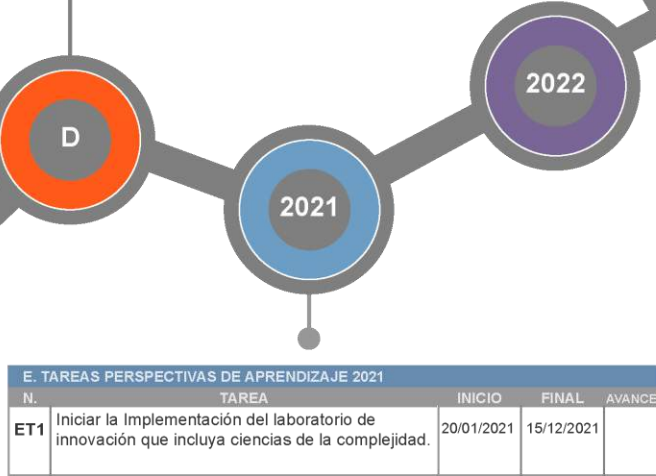 2022
D
2021
E. TAREAS PERSPECTIVAS DE APRENDIZAJE 2021
N. TAREA INICIO FINAL AVANCE
ET1 Iniciar la Implementación del laboratorio de innovación que incluya ciencias de la complejidad. 20/01/2021 15/12/2021